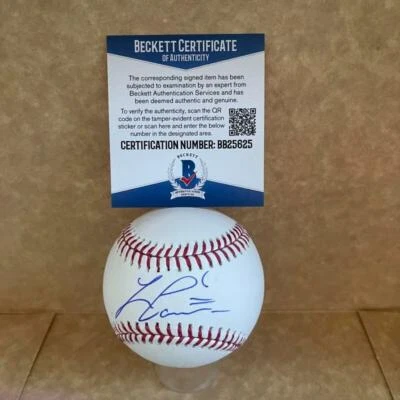 BECKETT CERTIFICATE
OF AUTHENTICITY
The corresponding signed item has been
subjected to examination by an expert from
Beckett Authentication Services and has
been deemed authentic and genuine.
To verify the authenticity, scan the QR
code on the tamper-evident certification
sticker or scan here and enter the below
number in the designated area.
CERTIFICATION NUMBER: BB25625
BECKETT
B
AUTHENTICATION
SERVICES